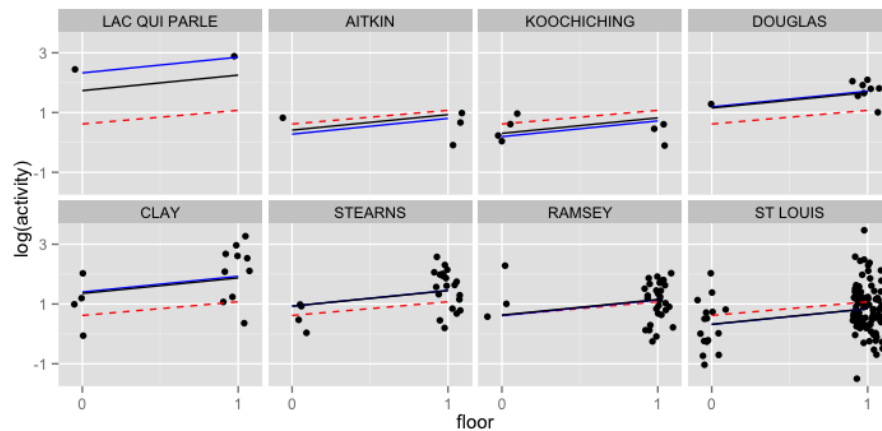 LAC QUI PARLE
AITKIN
KOOCHICHING
DOUGLAS
3
1
-1
CLAY
STEARNS
RAMSEY
ST LOUIS
3
1
-1
log(activity)
0
1
0
1
0
1
0
1
floor